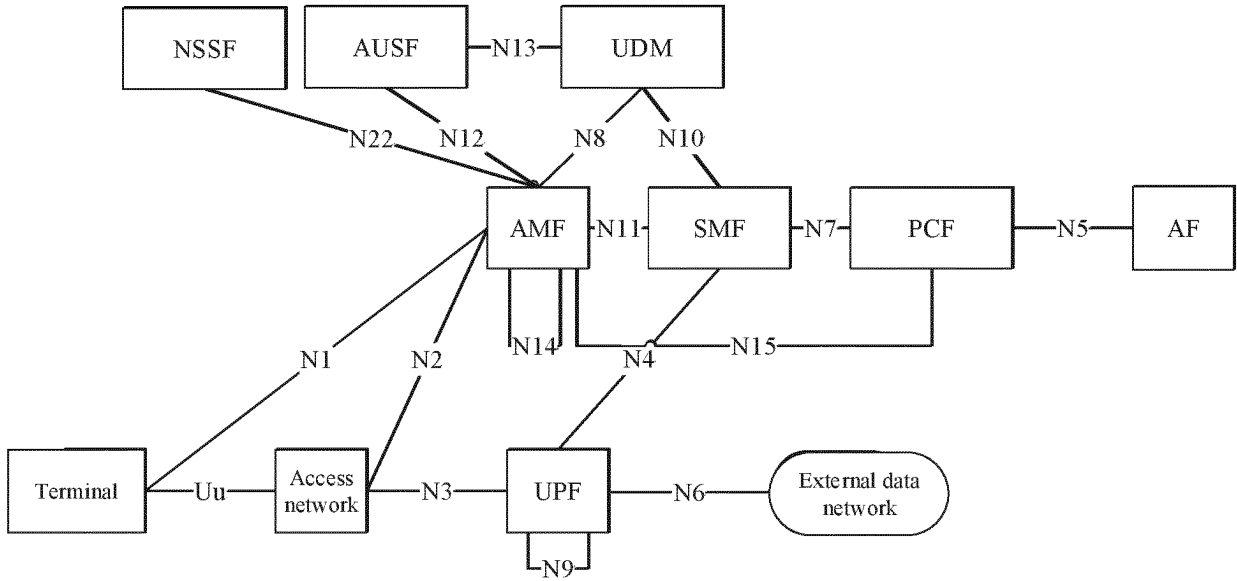 NSSF
AUSF
N13
UDM
N22
N12
N8
N10
AMF
N11
SMF
N7
PCF
N5
AF
N14
N15
N1
N2
N4
Terminal
Uu
Access
network
N3
UPF
N6
External data
network
N9